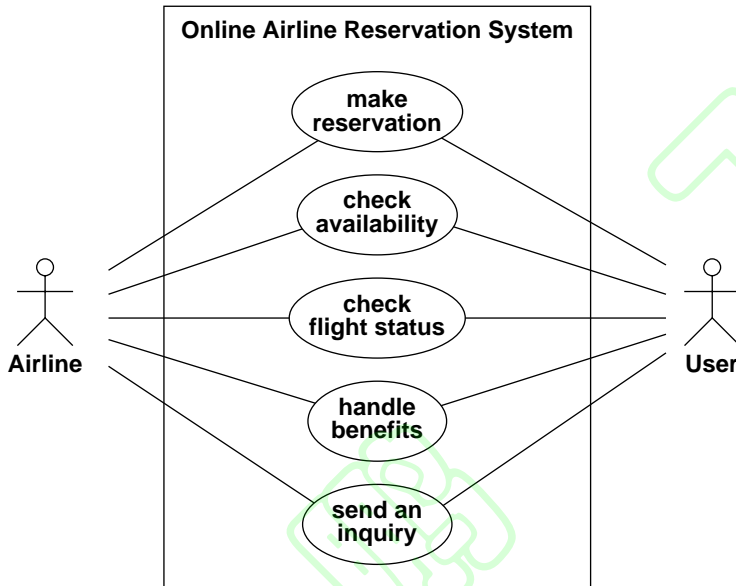 Online Airline Reservation System
make
reservation
check
availability
check
flight status
Airline
User
handle
benefits
send an
inquiry